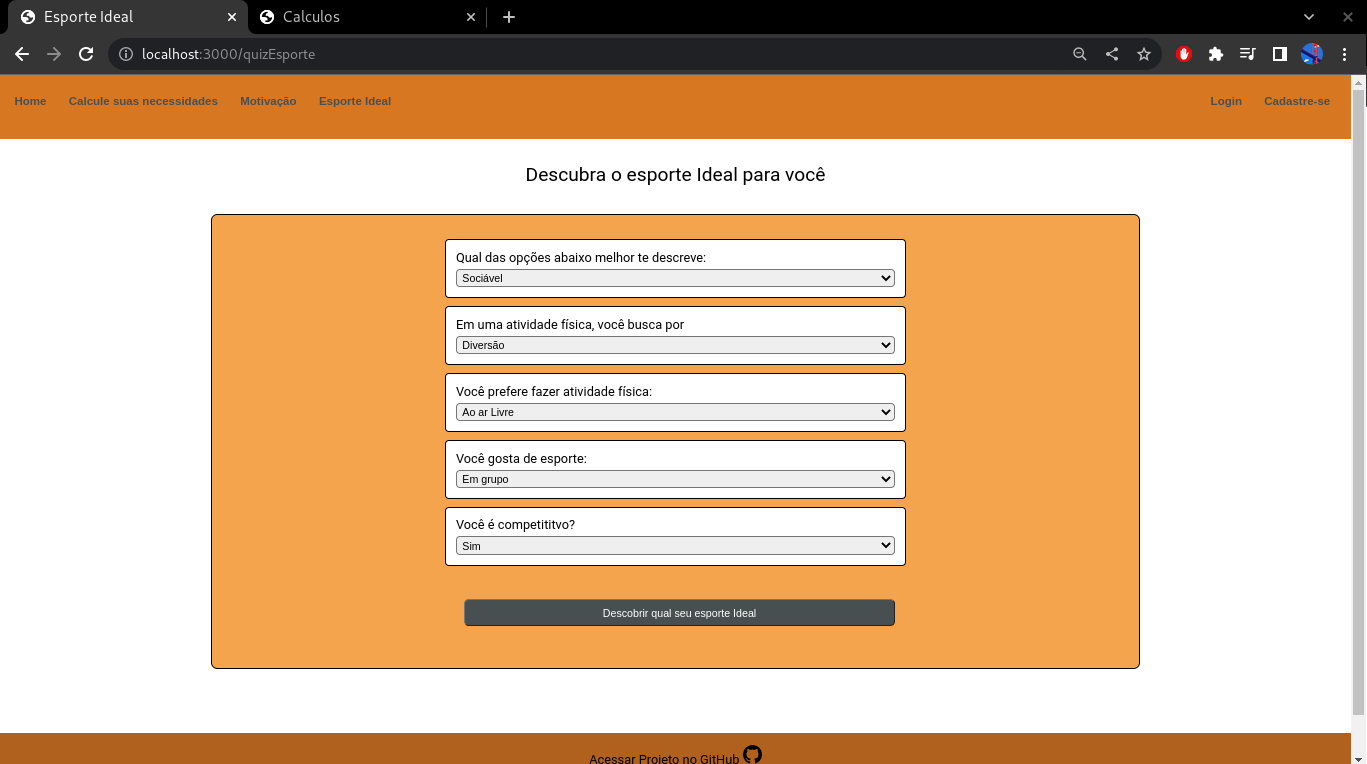 Esporte Ideal
Calculos
localhost:3000/quizEsporte
Home Calcule suas necessidades Motivação Esporte Ideal Login Cadastre-se
Descubra o esporte Ideal para você
Qual das opções abaixo melhor te descreve:
Sociável
Em uma atividade física, você busca por
Diversão
Você prefere fazer atividade física:
Ao ar Livre
Você gosta de esporte:
Em grupo
Você é competititvo?
Sim
Descobrir qual seu esporte Ideal
Acessar Projeto no GitHub